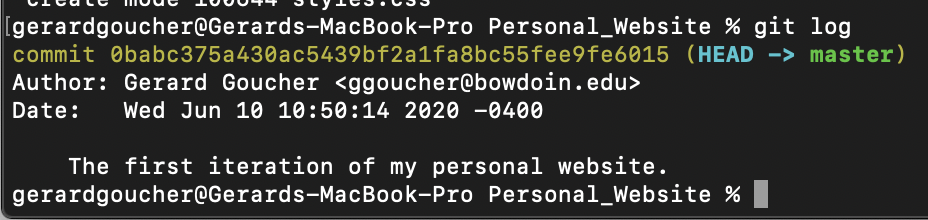 create mode 100644 styles.css
[gerardgoucher@Gerards-MacBook-Pro Personal_Website % git log
commit 0babc375a430ac5439bf2a1fa8bc55fee9fe6015 (HEAD -> master)
Author: Gerard Goucher <ggoucher@bowdoin.edu>
Date:   Wed Jun 10 10:50:14 2020 -0400
    The first iteration of my personal website.
gerardgoucher@Gerards-MacBook-Pro Personal_Website %